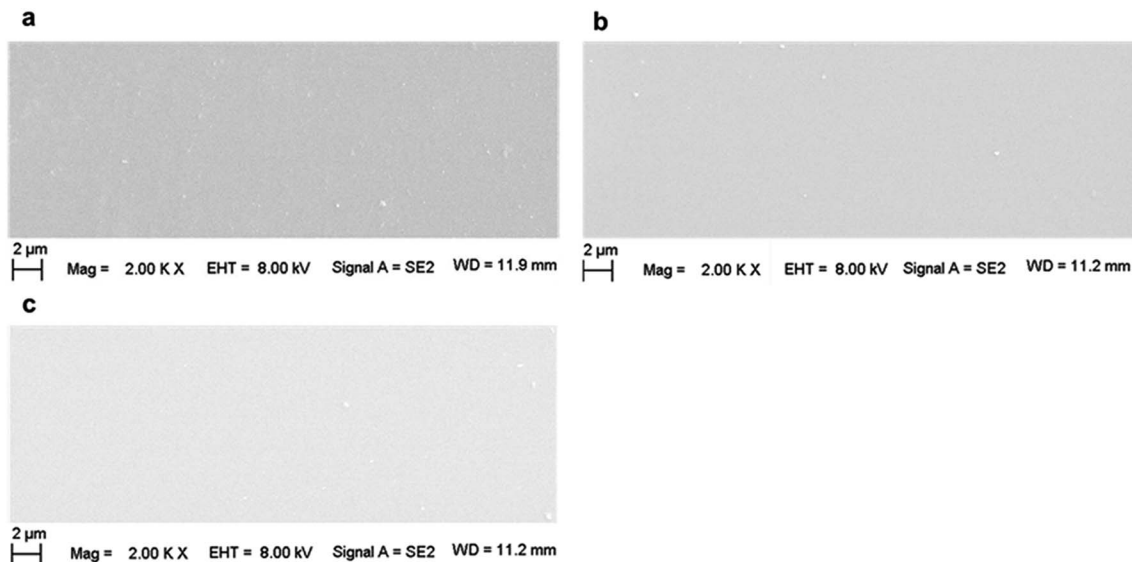 a
b
2 µm Mag = 2.00 K X EHT = 8.00 kV Signal A = SE2 WD = 11.9 mm
2 µm Mag = 2.00 K X EHT = 8.00 kV Signal A = SE2 WD = 11.2 mm
c
2 µm Mag = 2.00 K X EHT = 8.00 kV Signal A = SE2 WD = 11.2 mm